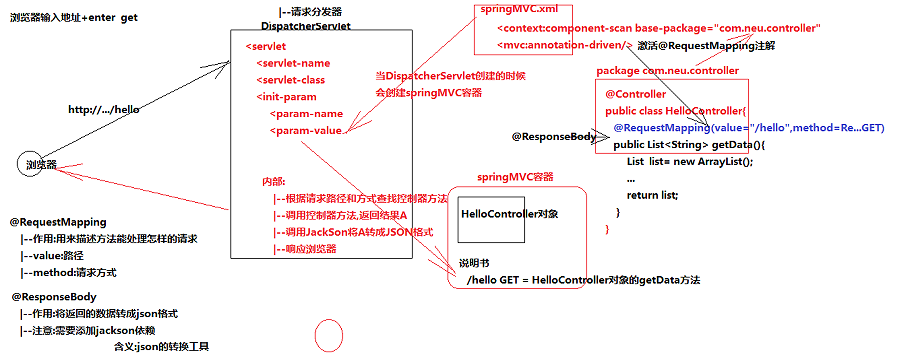 浏览器输入地址+enter get
http://.../hello
浏览器
@RequestMapping
|--作用:用来描述方法能处理怎样的请求
|--value:路径
|--method:请求方式
@ResponseBody
|--作用:将返回的数据转成json格式
|--注意:需要添加jackson依赖
含义:json的转换工具
|--请求分发器
DispatcherServlet
<servlet
<servlet-name
<servlet-class
<init-param
<param-name
<param-value
内部:
|--根据请求路径和方式查找控制器方法
|--调用控制器方法,返回结果A
|--调用JackSon将A转成JSON格式
|--响应浏览器
当DispatcherServlet创建的时候
会创建springMVC容器
springMVC.xml
<context:component-scan base-package="com.neu.controller"
<mvc:annotation-driven/> 激活@RequestMapping注解
package com.neu.controller
@Controller
public class HelloController{
@RequestMapping(value="/hello",method=Re...GET)
@ResponseBody
public List<String> getData(){
List list= new ArrayList();
...
return list;
}
}
springMVC容器
HelloController对象
说明书
/hello GET = HelloController对象的getData方法